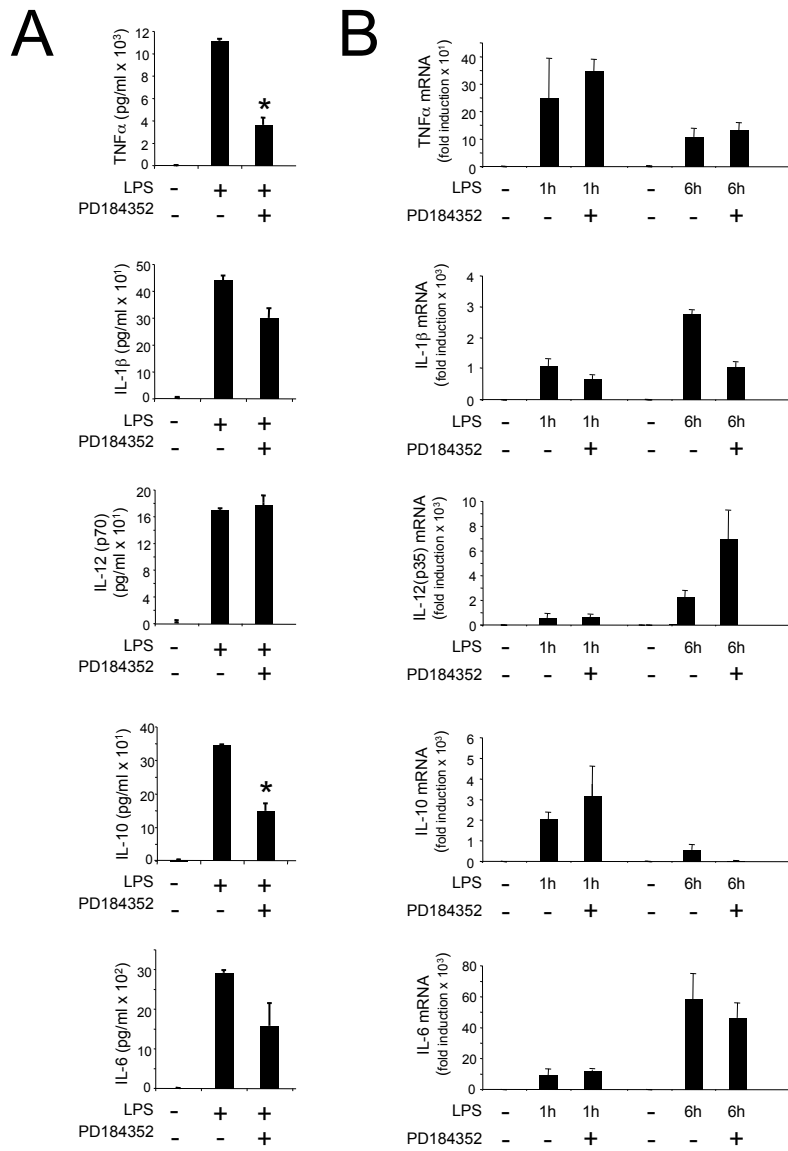 A
TNFα (pg/ml x 10³)
12
10
8
6
4
2
0
*
LPS - + +
PD184352 - - +
IL-1β (pg/ml x 10¹)
50
40
30
20
10
0
LPS - + +
PD184352 - - +
IL-12 (p70)
(pg/ml x 10¹)
20
16
12
8
4
0
LPS - + +
PD184352 - - +
IL-10 (pg/ml x 10¹)
40
30
20
10
0
*
LPS - + +
PD184352 - - +
IL-6 (pg/ml x 10²)
30
20
10
0
LPS - + +
PD184352 - - +
B
TNFα mRNA
(fold induction x 10¹)
40
30
20
10
0
LPS - 1h 1h - 6h 6h
PD184352 - - + - - +
IL-1β mRNA
(fold induction x 10³)
4
3
2
1
0
LPS - 1h 1h - 6h 6h
PD184352 - - + - - +
IL-12(p35) mRNA
(fold induction x 10³)
10
8
6
4
2
0
LPS - 1h 1h - 6h 6h
PD184352 - - + - - +
IL-10 mRNA
(fold induction x 10³)
6
5
4
3
2
1
0
LPS - 1h 1h - 6h 6h
PD184352 - - + - - +
IL-6 mRNA
(fold induction x 10³)
80
60
40
20
0
LPS - 1h 1h - 6h 6h
PD184352 - - + - - +